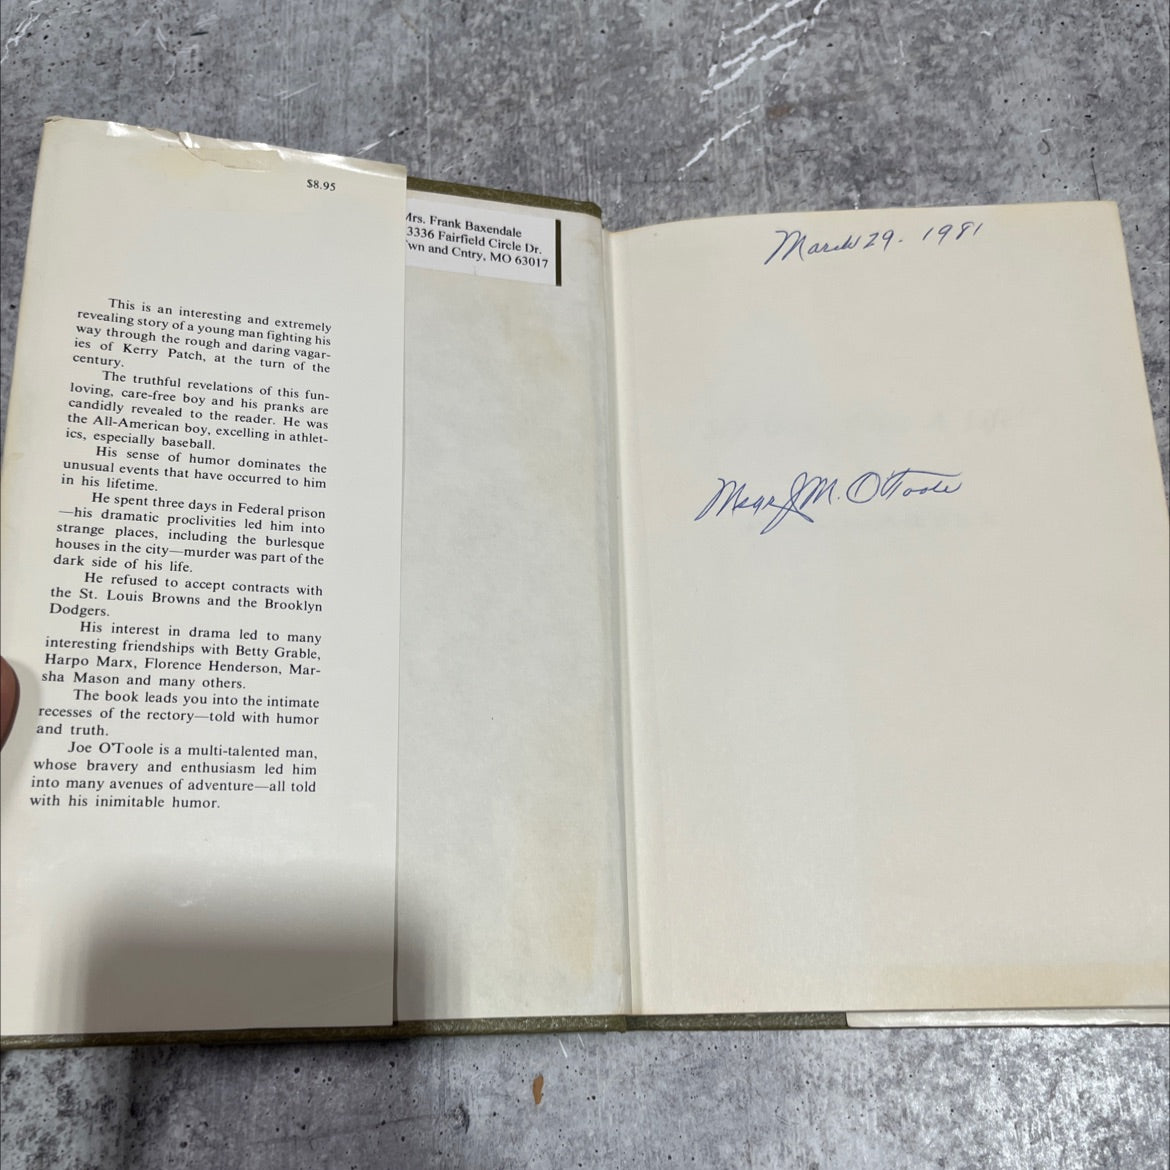 $8.95
This is an interesting and extremely
revealing story of a young man fighting his
way through the rough and daring vagar-
ies of Kerry Patch, at the turn of the
century.
The truthful revelations of this fun-
loving, care-free boy and his pranks are
candidly revealed to the reader. He was
the All-American boy, excelling in athlet-
ics, especially baseball.
His sense of humor dominates the
unusual events that have occurred to him
in his lifetime.
He spent three days in Federal prison
—his dramatic proclivities led him into
strange places, including the burlesque
houses in the city—murder was part of the
dark side of his life.
He refused to accept contracts with
the St. Louis Browns and the Brooklyn
Dodgers.
His interest in drama led to many
interesting friendships with Betty Grable,
Harpo Marx, Florence Henderson, Mar-
sha Mason and many others.
The book leads you into the intimate
recesses of the rectory—told with humor
and truth.
Joe O'Toole is a multi-talented man,
whose bravery and enthusiasm led him
into many avenues of adventure—all told
with his inimitable humor.
Mrs. Frank Baxendale
3336 Fairfield Circle Dr.
wn and Cntry, MO 63017
March 29. 1981
Msgr J M. O'Toole